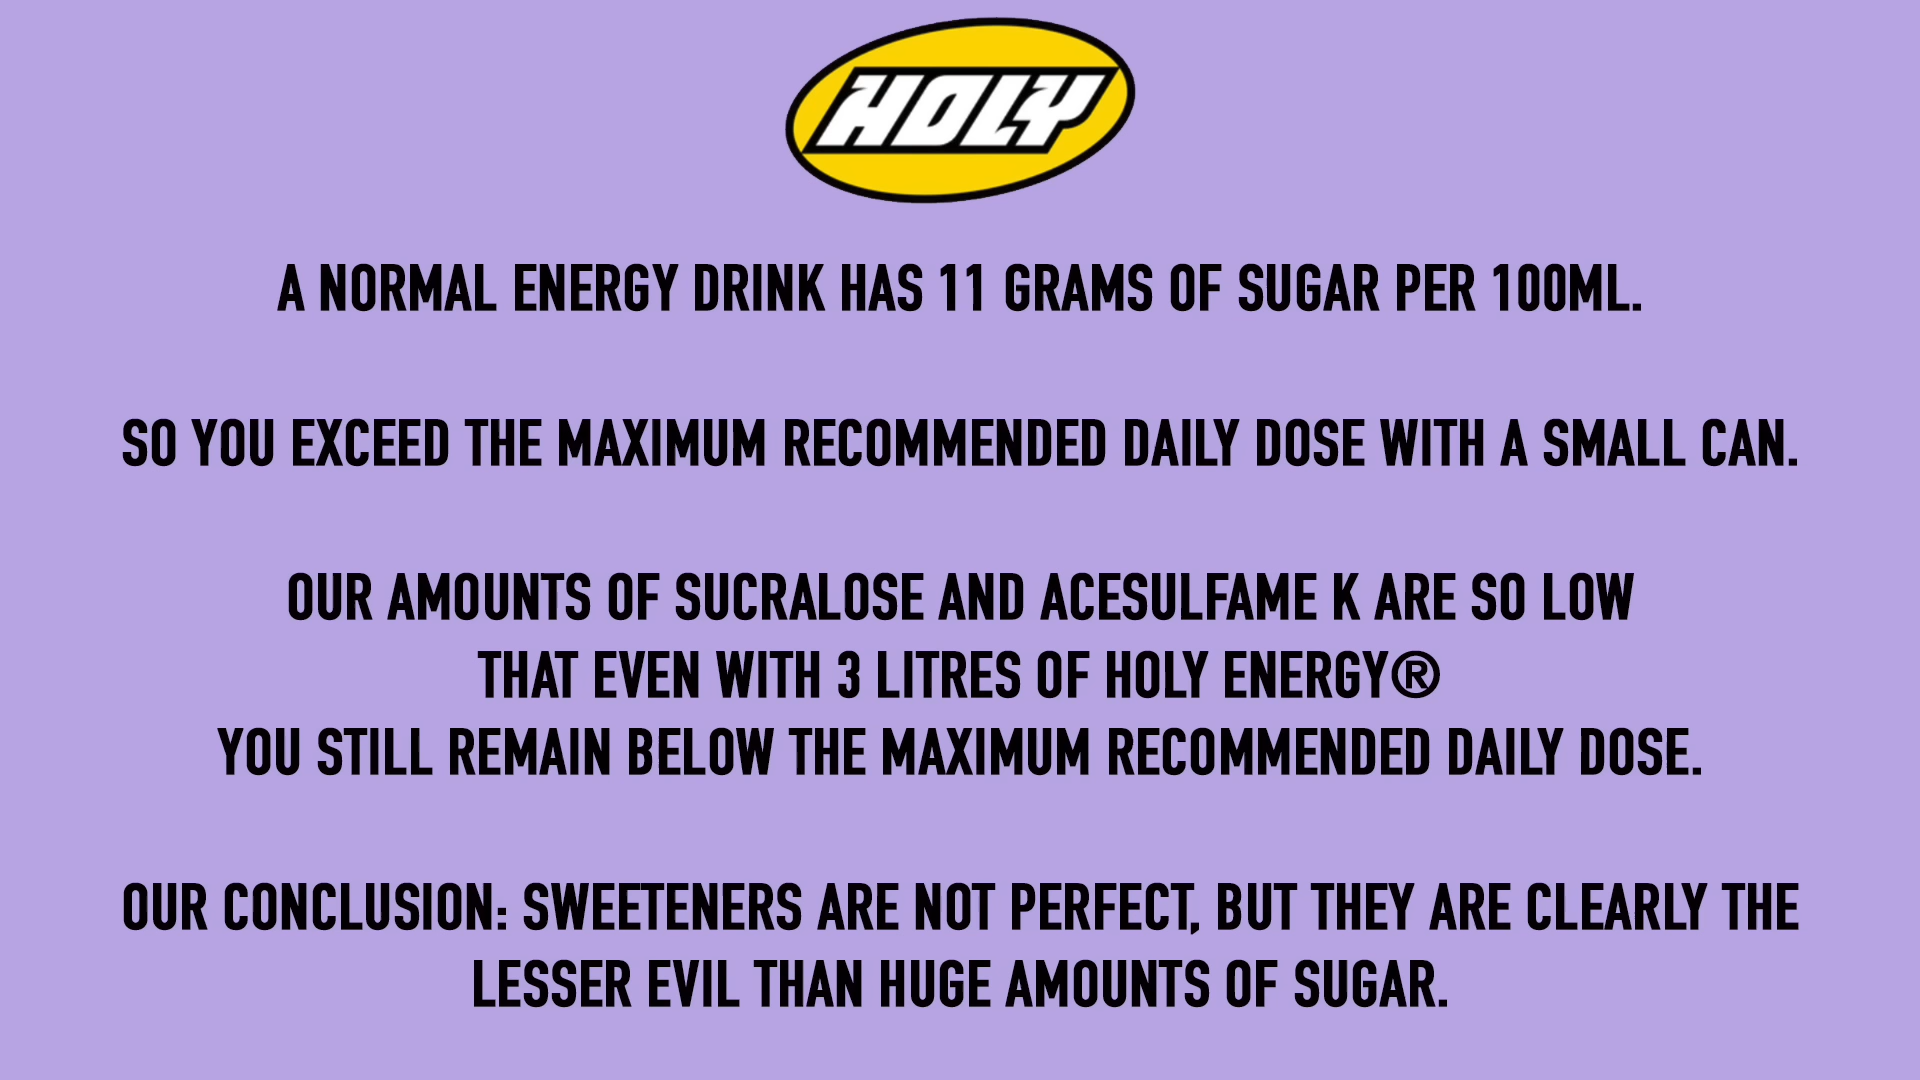 HOLY
A NORMAL ENERGY DRINK HAS 11 GRAMS OF SUGAR PER 100ML.
SO YOU EXCEED THE MAXIMUM RECOMMENDED DAILY DOSE WITH A SMALL CAN.
OUR AMOUNTS OF SUCRALOSE AND ACESULFAME K ARE SO LOW
THAT EVEN WITH 3 LITRES OF HOLY ENERGY®
YOU STILL REMAIN BELOW THE MAXIMUM RECOMMENDED DAILY DOSE.
OUR CONCLUSION: SWEETENERS ARE NOT PERFECT, BUT THEY ARE CLEARLY THE
LESSER EVIL THAN HUGE AMOUNTS OF SUGAR.